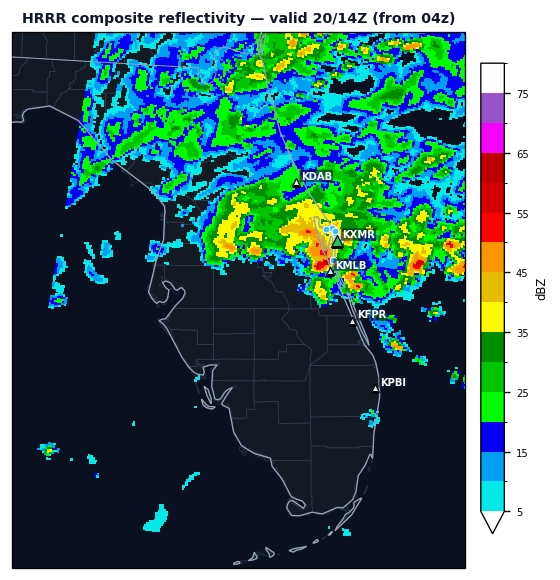 HRRR composite reflectivity — valid 20/14Z (from 04z)
KDAB
KXMR
KMLB
KFPR
KPBI
75
65
55
45
35
25
15
5
dBZ